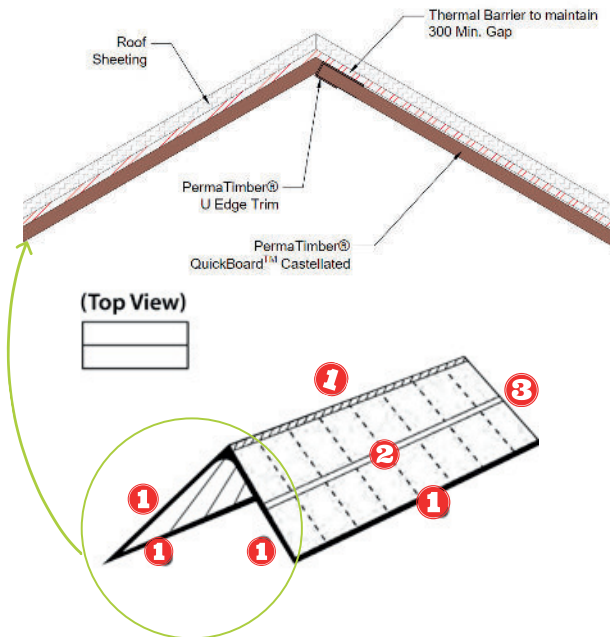 Roof
Sheeting
Thermal Barrier to maintain
300 Min. Gap
PermaTimber®
U Edge Trim
PermaTimber®
QuickBoard™ Castellated
(Top View)
1
3
2
1
1
1
1